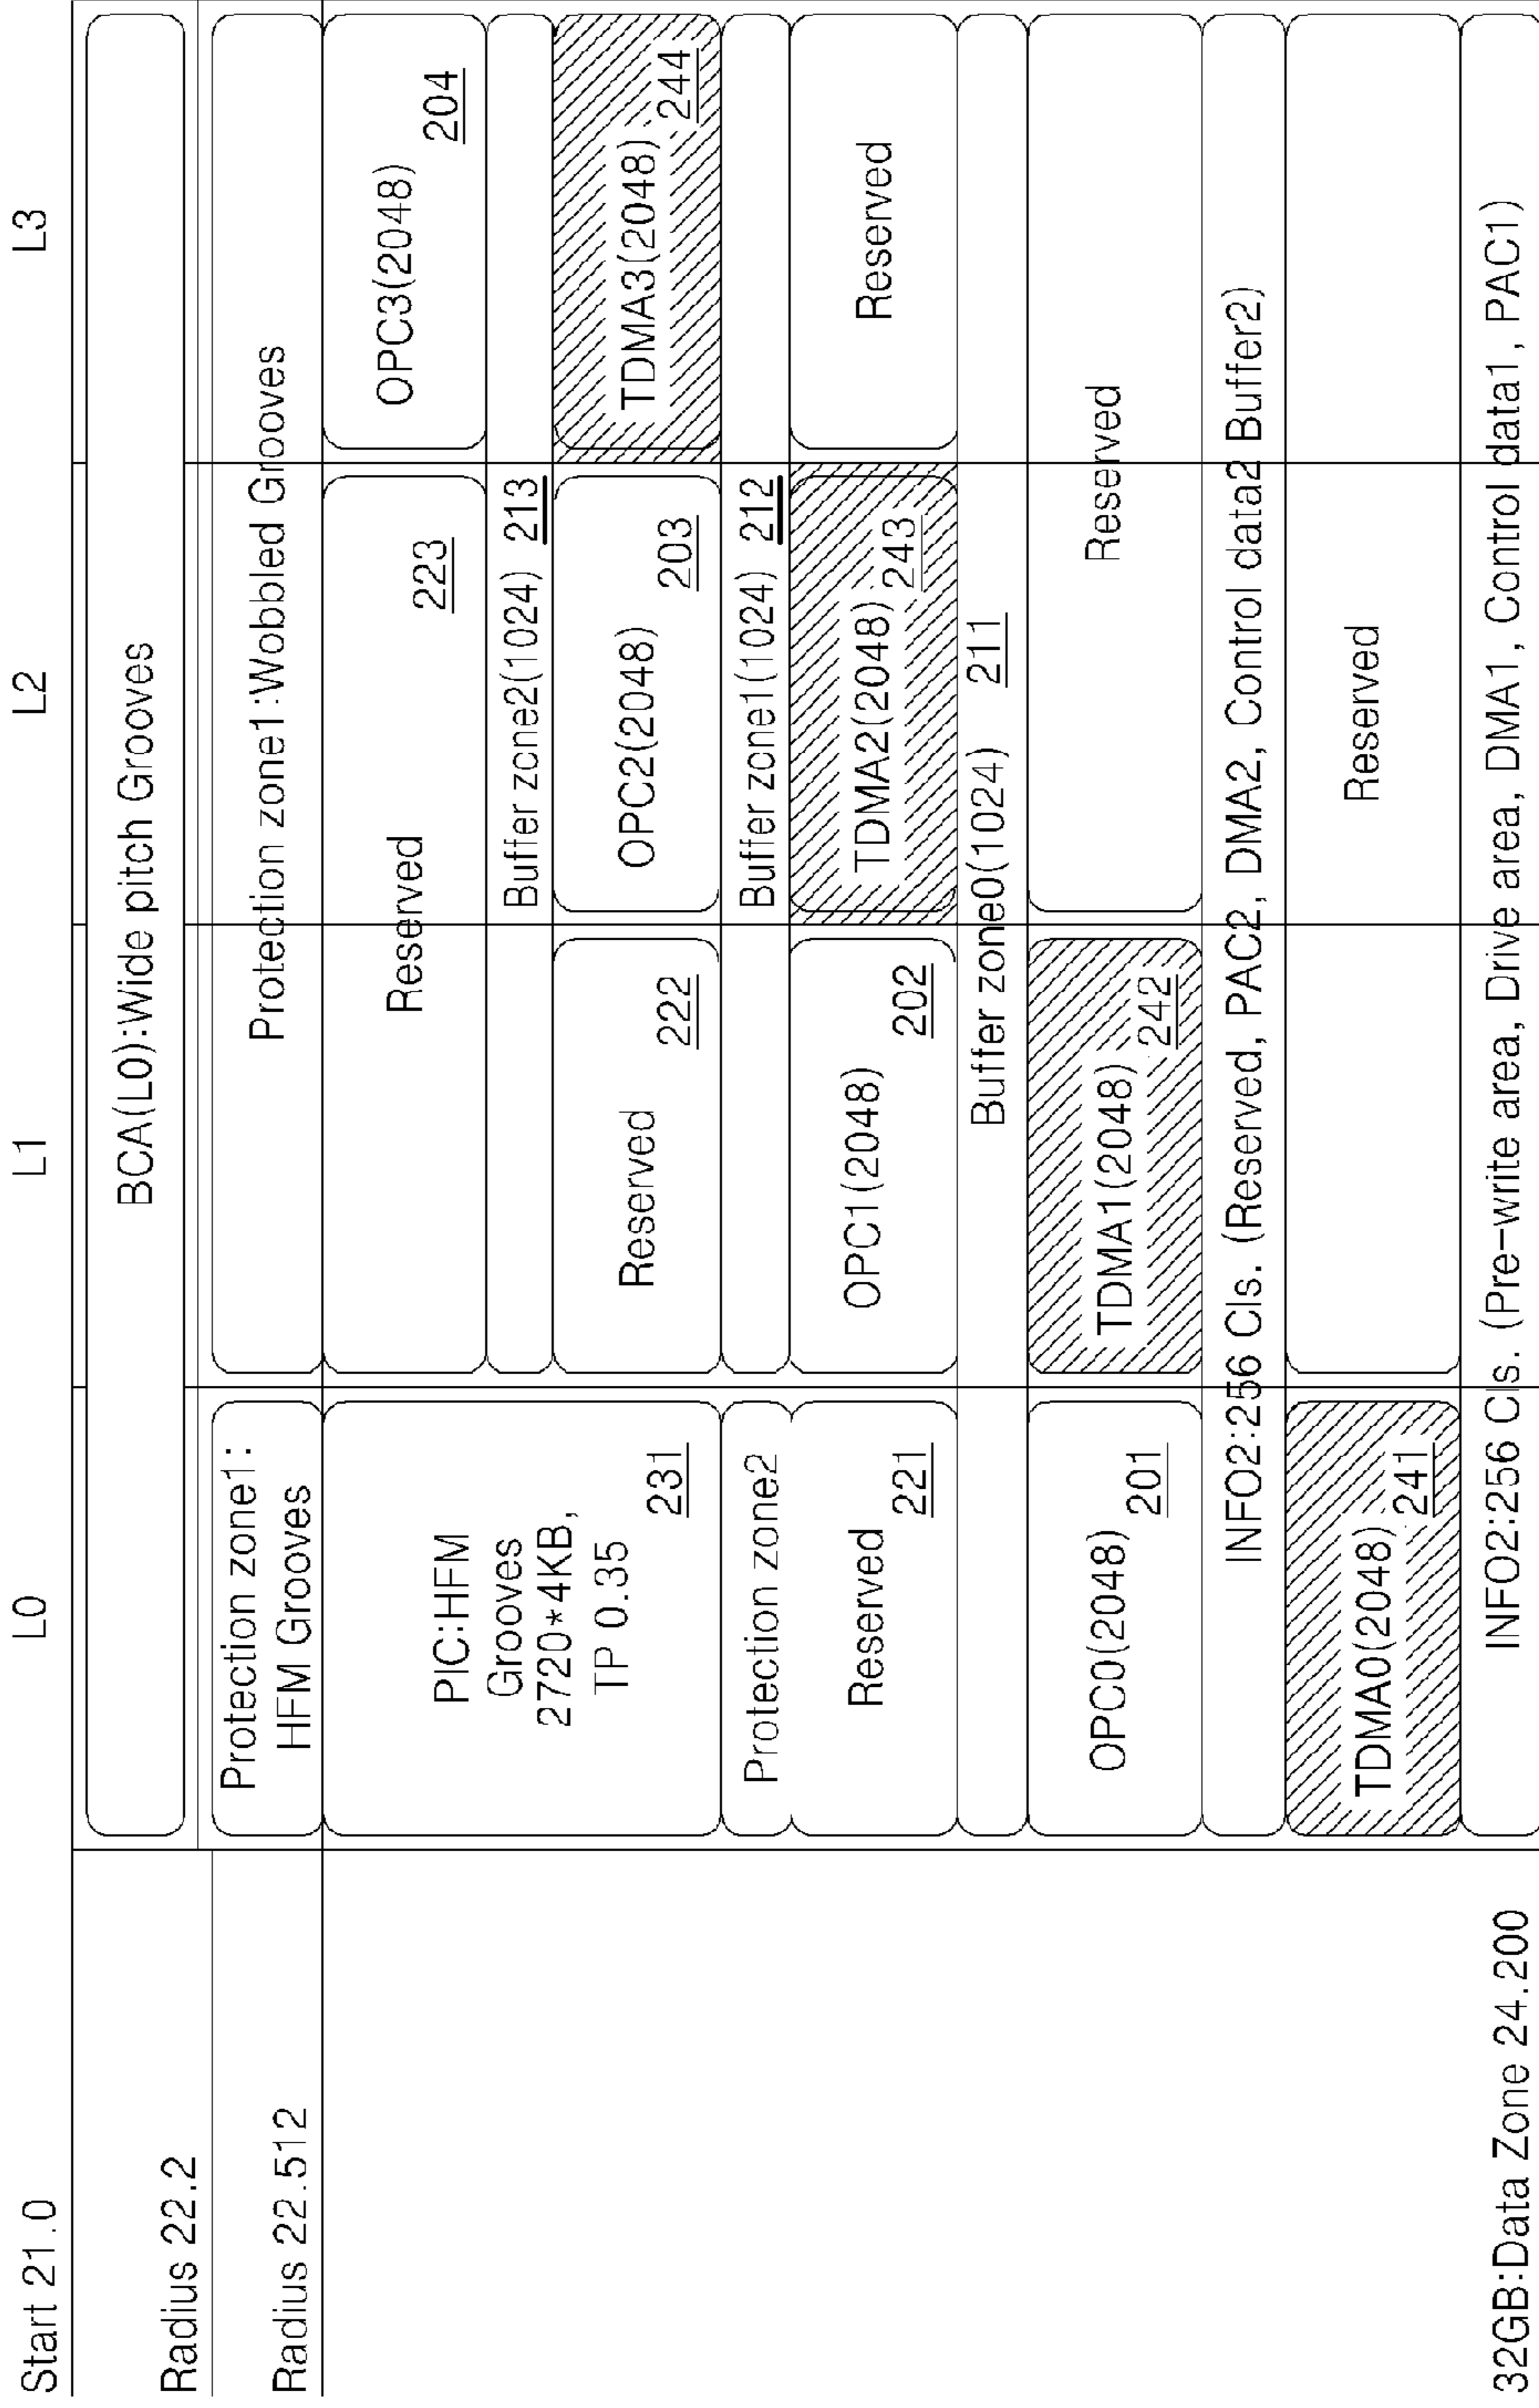 Start 21.0
L0
L1
L2
L3
BCA(L0):Wide pitch Grooves
Radius 22.2
Protection zone1:
HFM Grooves
Protection zone1:Wobbled Grooves
Radius 22.512
PIC:HFM
Grooves
2720*4KB,
TP 0.35
231
Reserved
223
OPC3(2048)
204
Buffer zone2(1024) 213
Reserved
222
OPC2(2048)
203
TDMA3(2048)
244
Protection zone2
Buffer zone1(1024) 212
Reserved
221
OPC1(2048)
202
TDMA2(2048)
243
Reserved
Buffer zone0(1024) 211
OPC0(2048)
201
TDMA1(2048)
242
Reserved
INFO2:256 Cls. (Reserved, PAC2, DMA2, Control data2 Buffer2)
TDMA0(2048)
241
Reserved
32GB:Data Zone 24.200
INFO2:256 Cls. (Pre-write area, Drive area, DMA1, Control data1, PAC1)